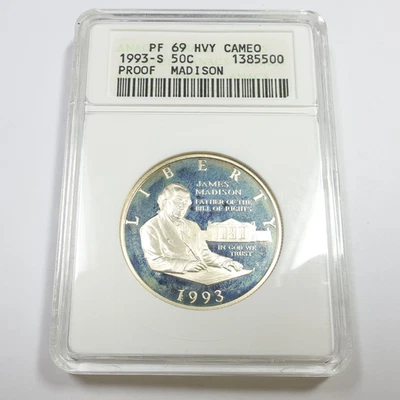 PF 69 HVY CAMEO
1993-S 50C 1385500
PROOF MADISON
LIBERTY
JAMES
MADISON
FATHER OF THE
BILL OF RIGHTS
IN GOD WE
TRUST
1993